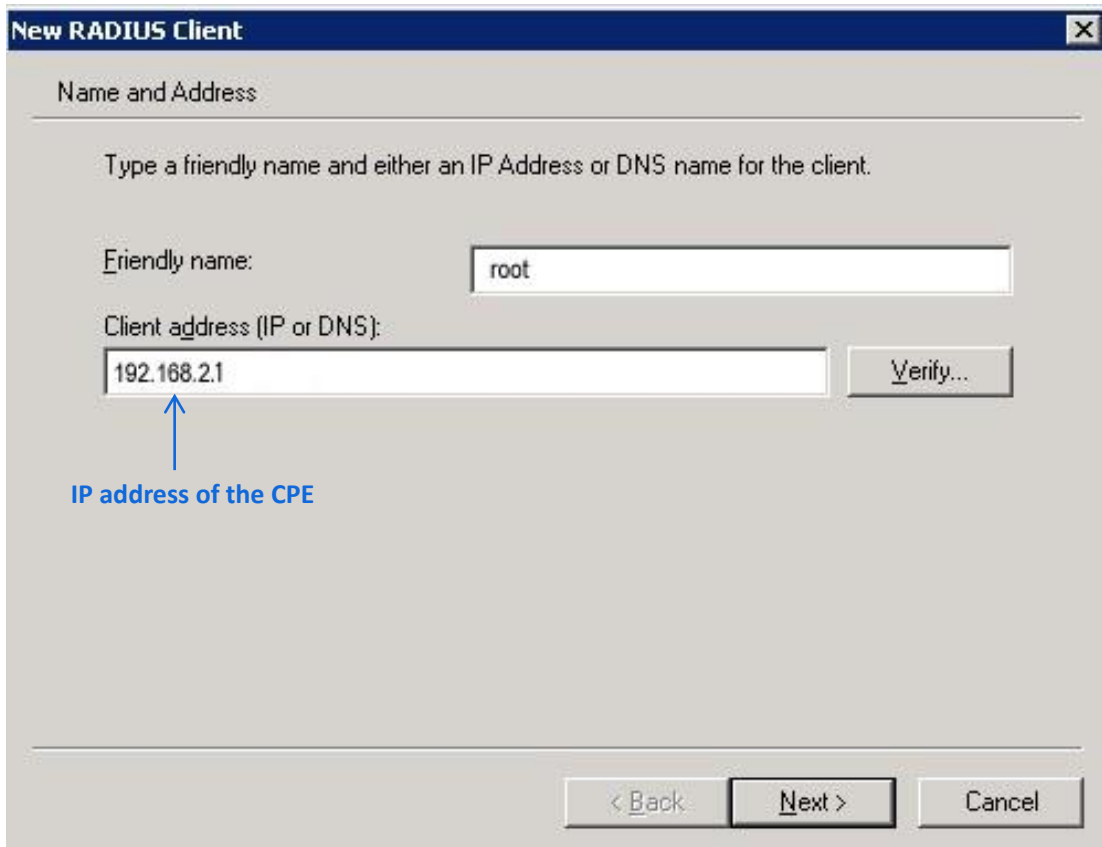 New RADIUS Client
Name and Address
Type a friendly name and either an IP Address or DNS name for the client.
Friendly name:
root
Client address (IP or DNS):
192.168.2.1
Verify...
IP address of the CPE
< Back
Next >
Cancel